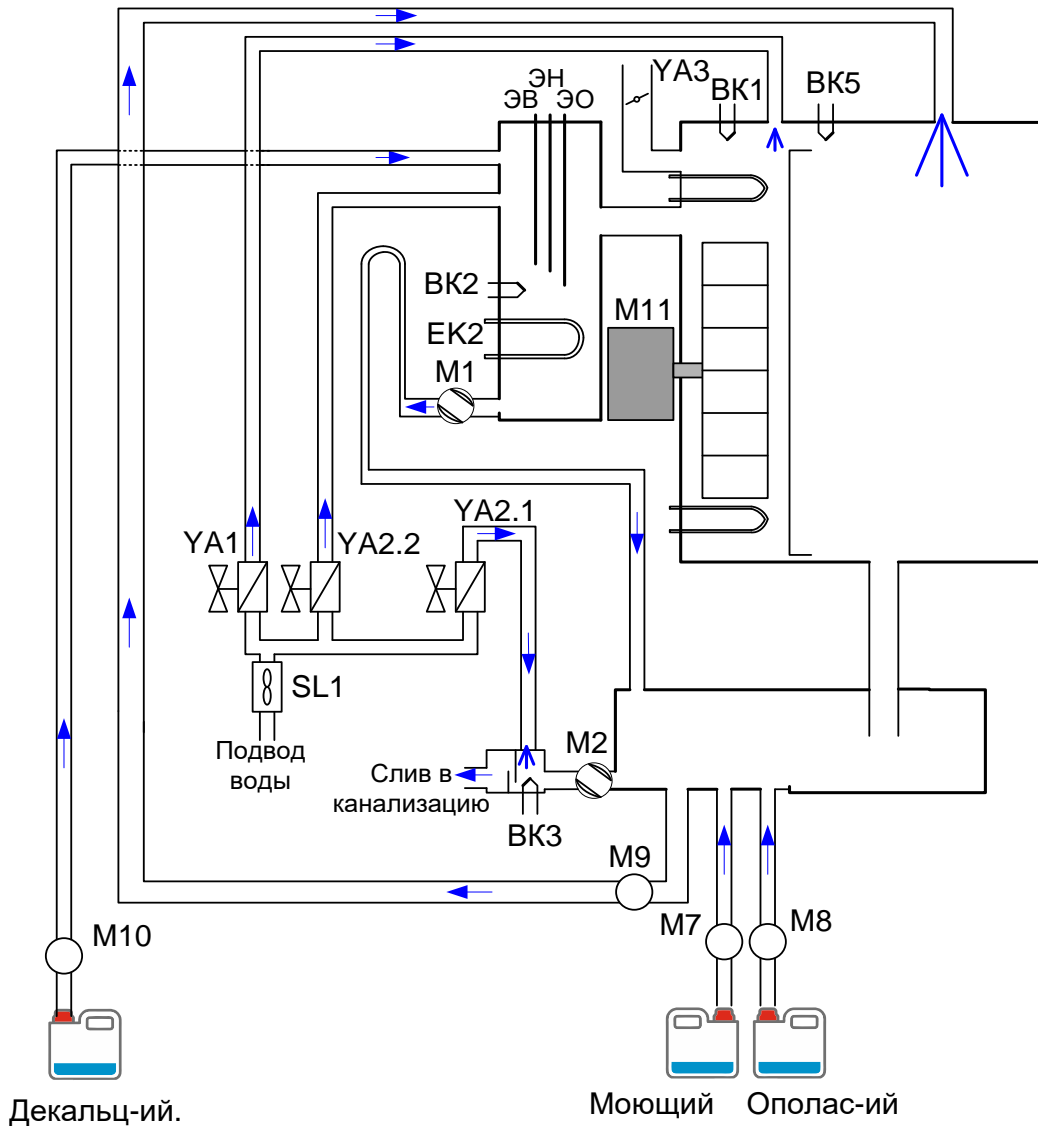 YA3
ЭН
ЭВ
ЭО
ВК1
ВК5
ВК2
ЕК2
М11
М1
YA1
YA2.2
YA2.1
SL1
Подвод
воды
М2
Слив в
канализацию
ВК3
М9
М10
М7
М8
Декальц-ий.
Моющий
Ополас-ий